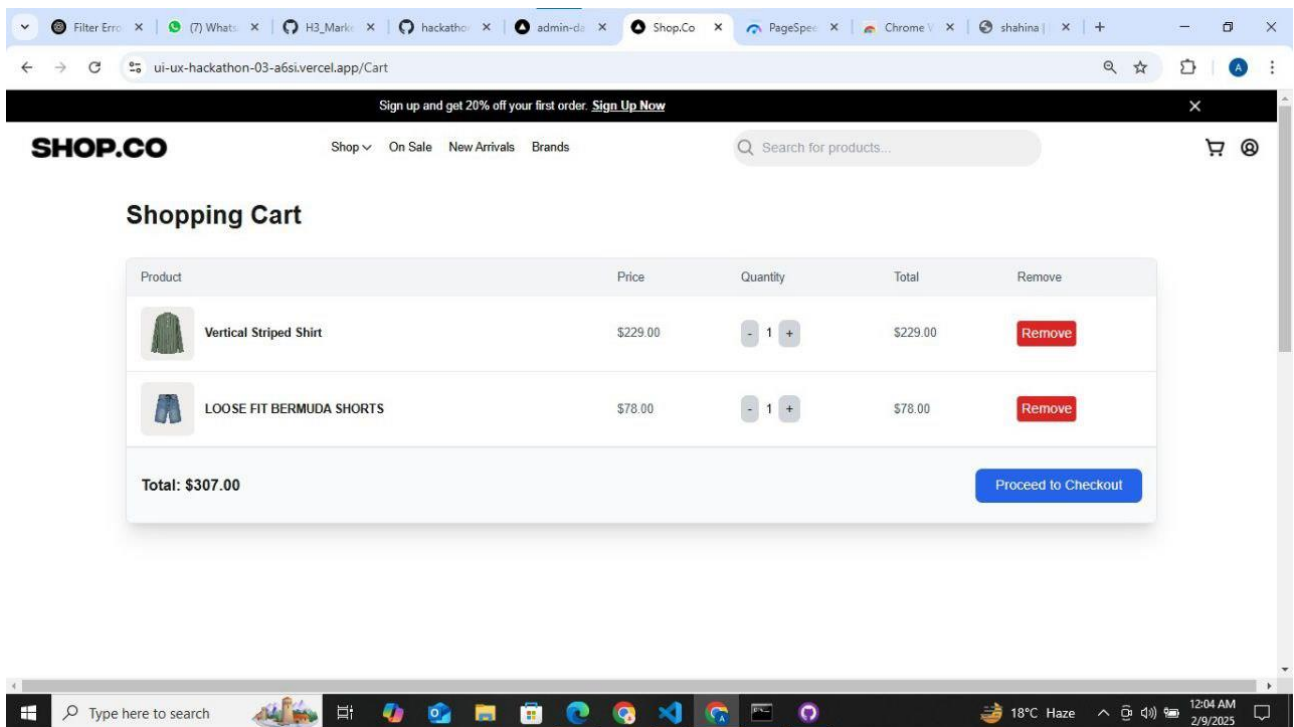 Filter Erro (7) Whats H3_Marke hackatho admin-da Shop.Co PageSpee Chrome V shahina |
ui-ux-hackathon-03-a6si.vercel.app/Cart A
Sign up and get 20% off your first order. Sign Up Now
SHOP.CO Shop On Sale New Arrivals Brands Search for products...
Shopping Cart
Product Price Quantity Total Remove
Vertical Striped Shirt $229.00 - 1 + $229.00 Remove
LOOSE FIT BERMUDA SHORTS $78.00 - 1 + $78.00 Remove
Total: $307.00 Proceed to Checkout
Type here to search 18°C Haze 12:04 AM
2/9/2025